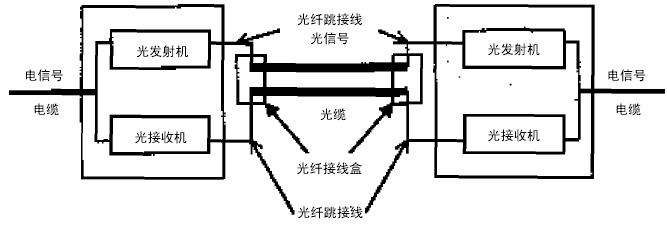 光纤跳接线
光信号
光发射机
光发射机
电信号
电缆
电信号
电缆
光缆
光接收机
光接收机
光纤接线盒
光纤跳接线